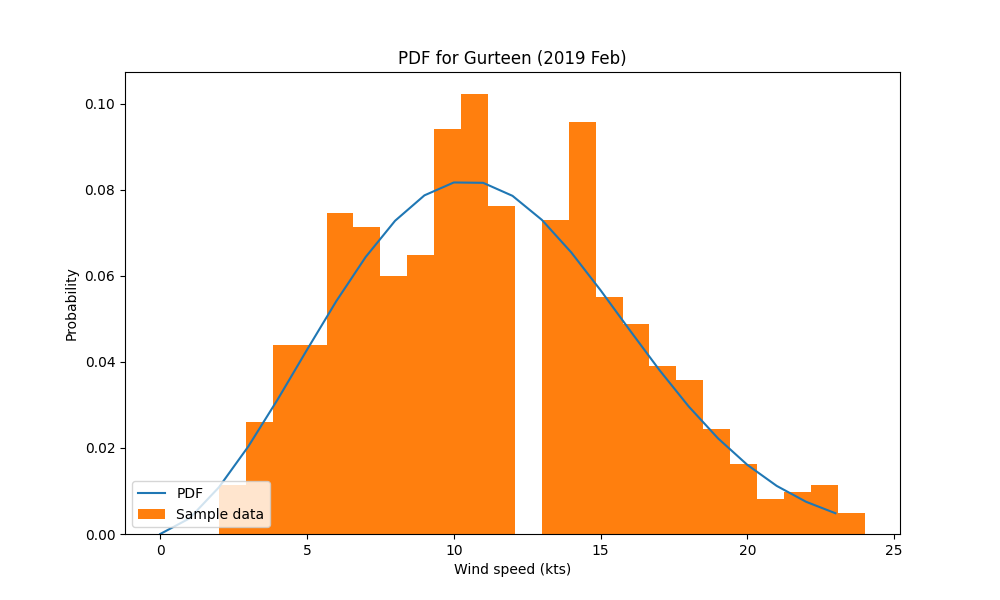 PDF for Gurteen (2019 Feb)
Probability
0.10
0.08
0.06
0.04
0.02
0.00
PDF
Sample data
0 5 10 15 20 25
Wind speed (kts)